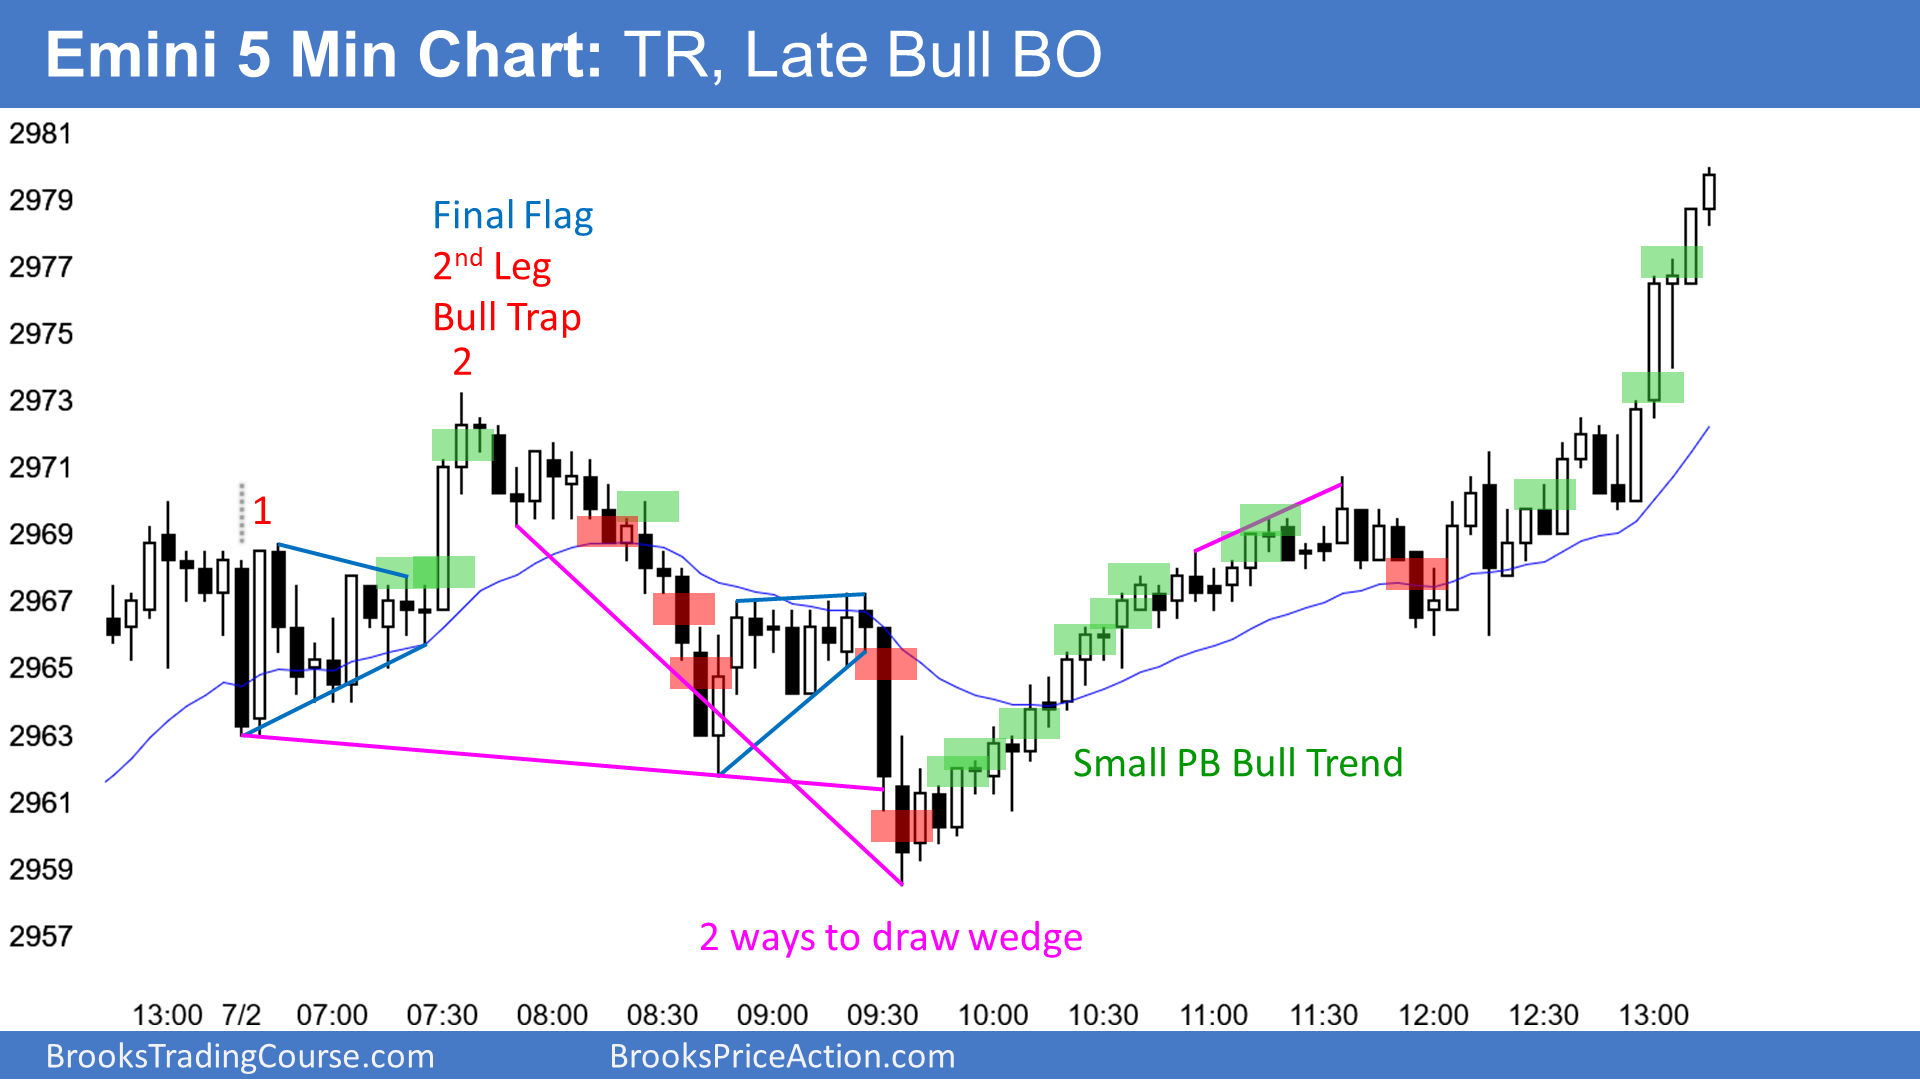 Emini 5 Min Chart: TR, Late Bull BO
2981
2979
2977
2975
2973
2971
2969
2967
2965
2963
2961
2959
2957
Final Flag
2nd Leg
Bull Trap
2
1
Small PB Bull Trend
2 ways to draw wedge
13:00 7/2 07:00 07:30 08:00 08:30 09:00 09:30 10:00 10:30 11:00 11:30 12:00 12:30 13:00
BrooksTradingCourse.com BrooksPriceAction.com